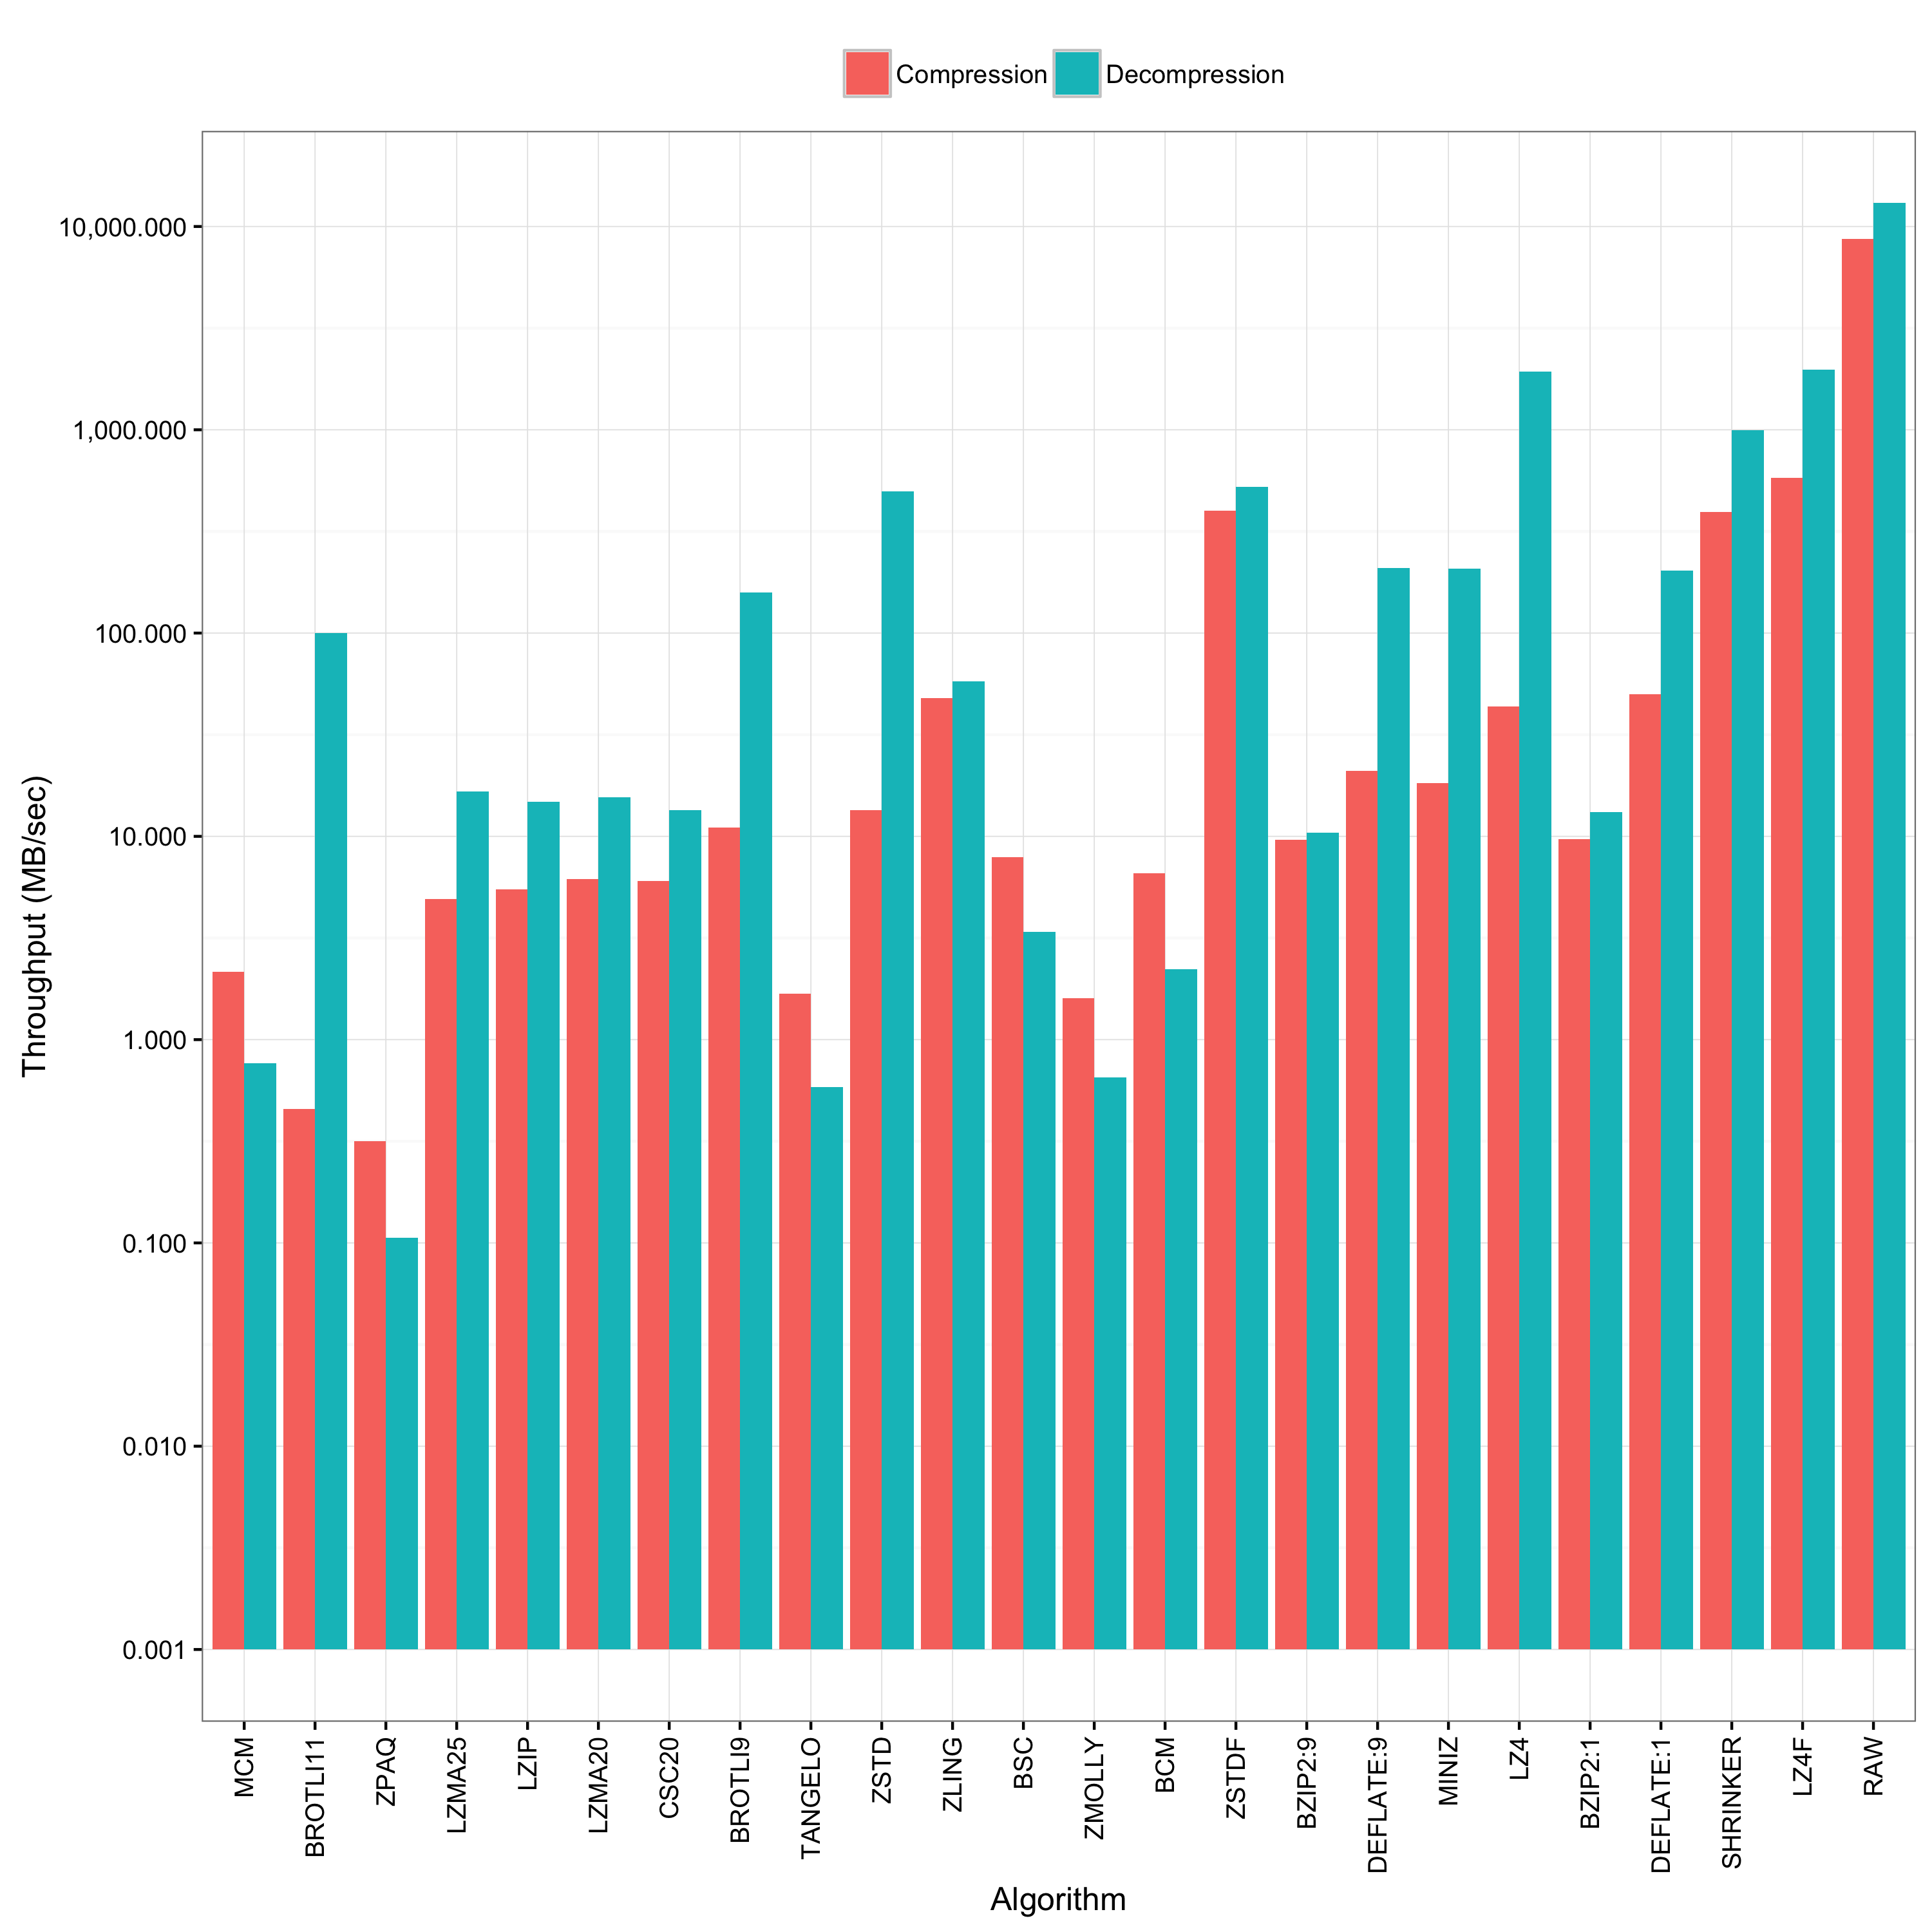 Compression Decompression
10,000.000
1,000.000
100.000
10.000
1.000
0.100
0.010
0.001
Throughput (MB/sec)
MCM
BROTLI11
ZPAQ
LZMA25
LZIP
LZMA20
CSC20
BROTLI9
TANGELO
ZSTD
ZLING
BSC
ZMOLLY
BCM
ZSTDF
BZIP2:9
DEFLATE:9
MINIZ
LZ4
BZIP2:1
DEFLATE:1
SHRINKER
LZ4F
RAW
Algorithm